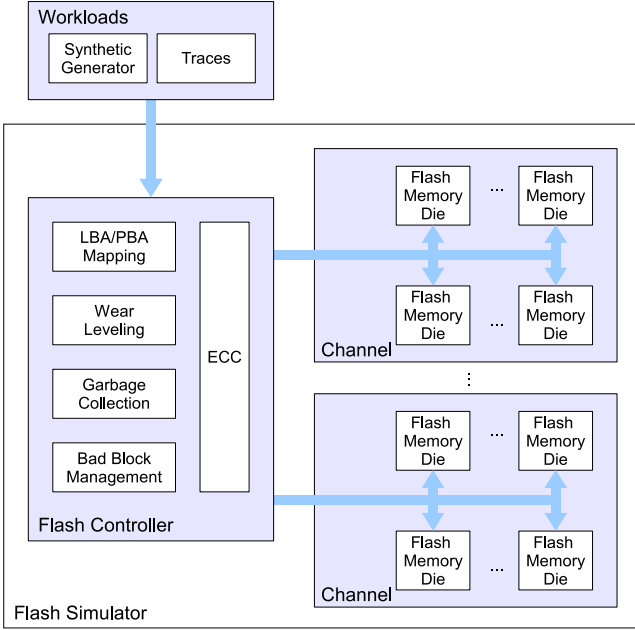 Workloads
Synthetic
Generator
Traces
LBA/PBA
Mapping
Wear
Leveling
Garbage
Collection
Bad Block
Management
ECC
Flash Controller
Flash
Memory
Die
...
Flash
Memory
Die
Flash
Memory
Die
...
Flash
Memory
Die
Channel
...
Flash
Memory
Die
...
Flash
Memory
Die
Flash
Memory
Die
...
Flash
Memory
Die
Channel
Flash Simulator